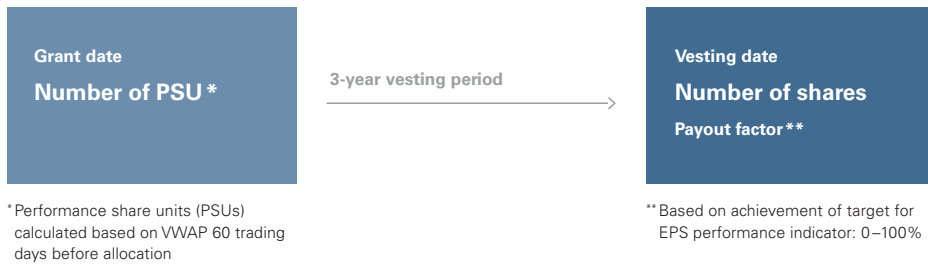 Grant date
Number of PSU *
3-year vesting period
Vesting date
Number of shares
Payout factor **
* Performance share units (PSUs)
calculated based on VWAP 60 trading
days before allocation
** Based on achievement of target for
EPS performance indicator: 0–100%